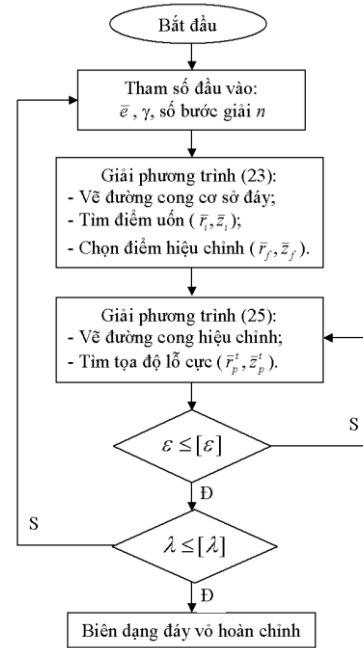 Bắt đầu
Tham số đầu vào:
e̅ , γ, số bước giải n
Giải phương trình (23):
- Vẽ đường cong cơ sở đáy;
- Tìm điểm uốn (r̅ᵢ,z̅ᵢ);
- Chọn điểm hiệu chỉnh (r̅_f,z̅_f).
Giải phương trình (25):
- Vẽ đường cong hiệu chỉnh;
- Tìm tọa độ lỗ cực (r̅_p^t,z̅_p^t).
ε ≤ [ε]
S
Đ
S
λ ≤ [λ]
Đ
Biên dạng đáy vỏ hoàn chỉnh